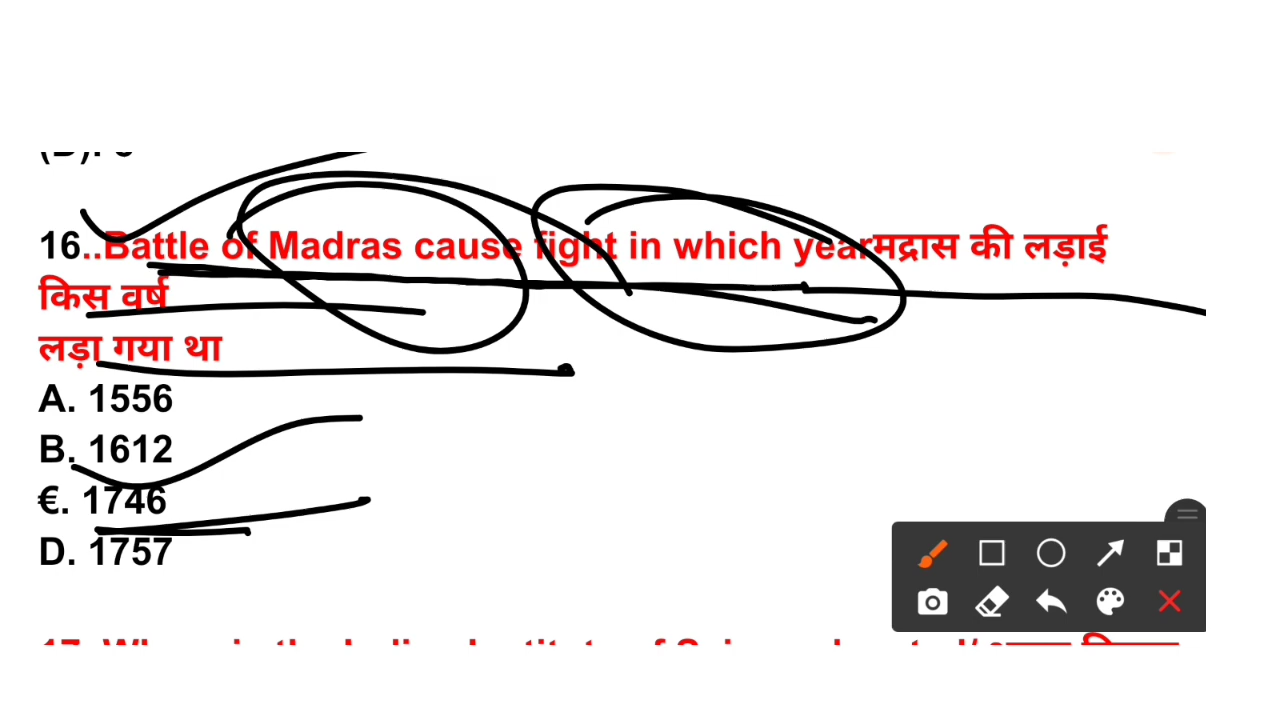 16..Battle of Madras cause fight in which yearमद्रास की लड़ाई
किस वर्ष
लड़ा गया था
A. 1556
B. 1612
€. 1746
D. 1757